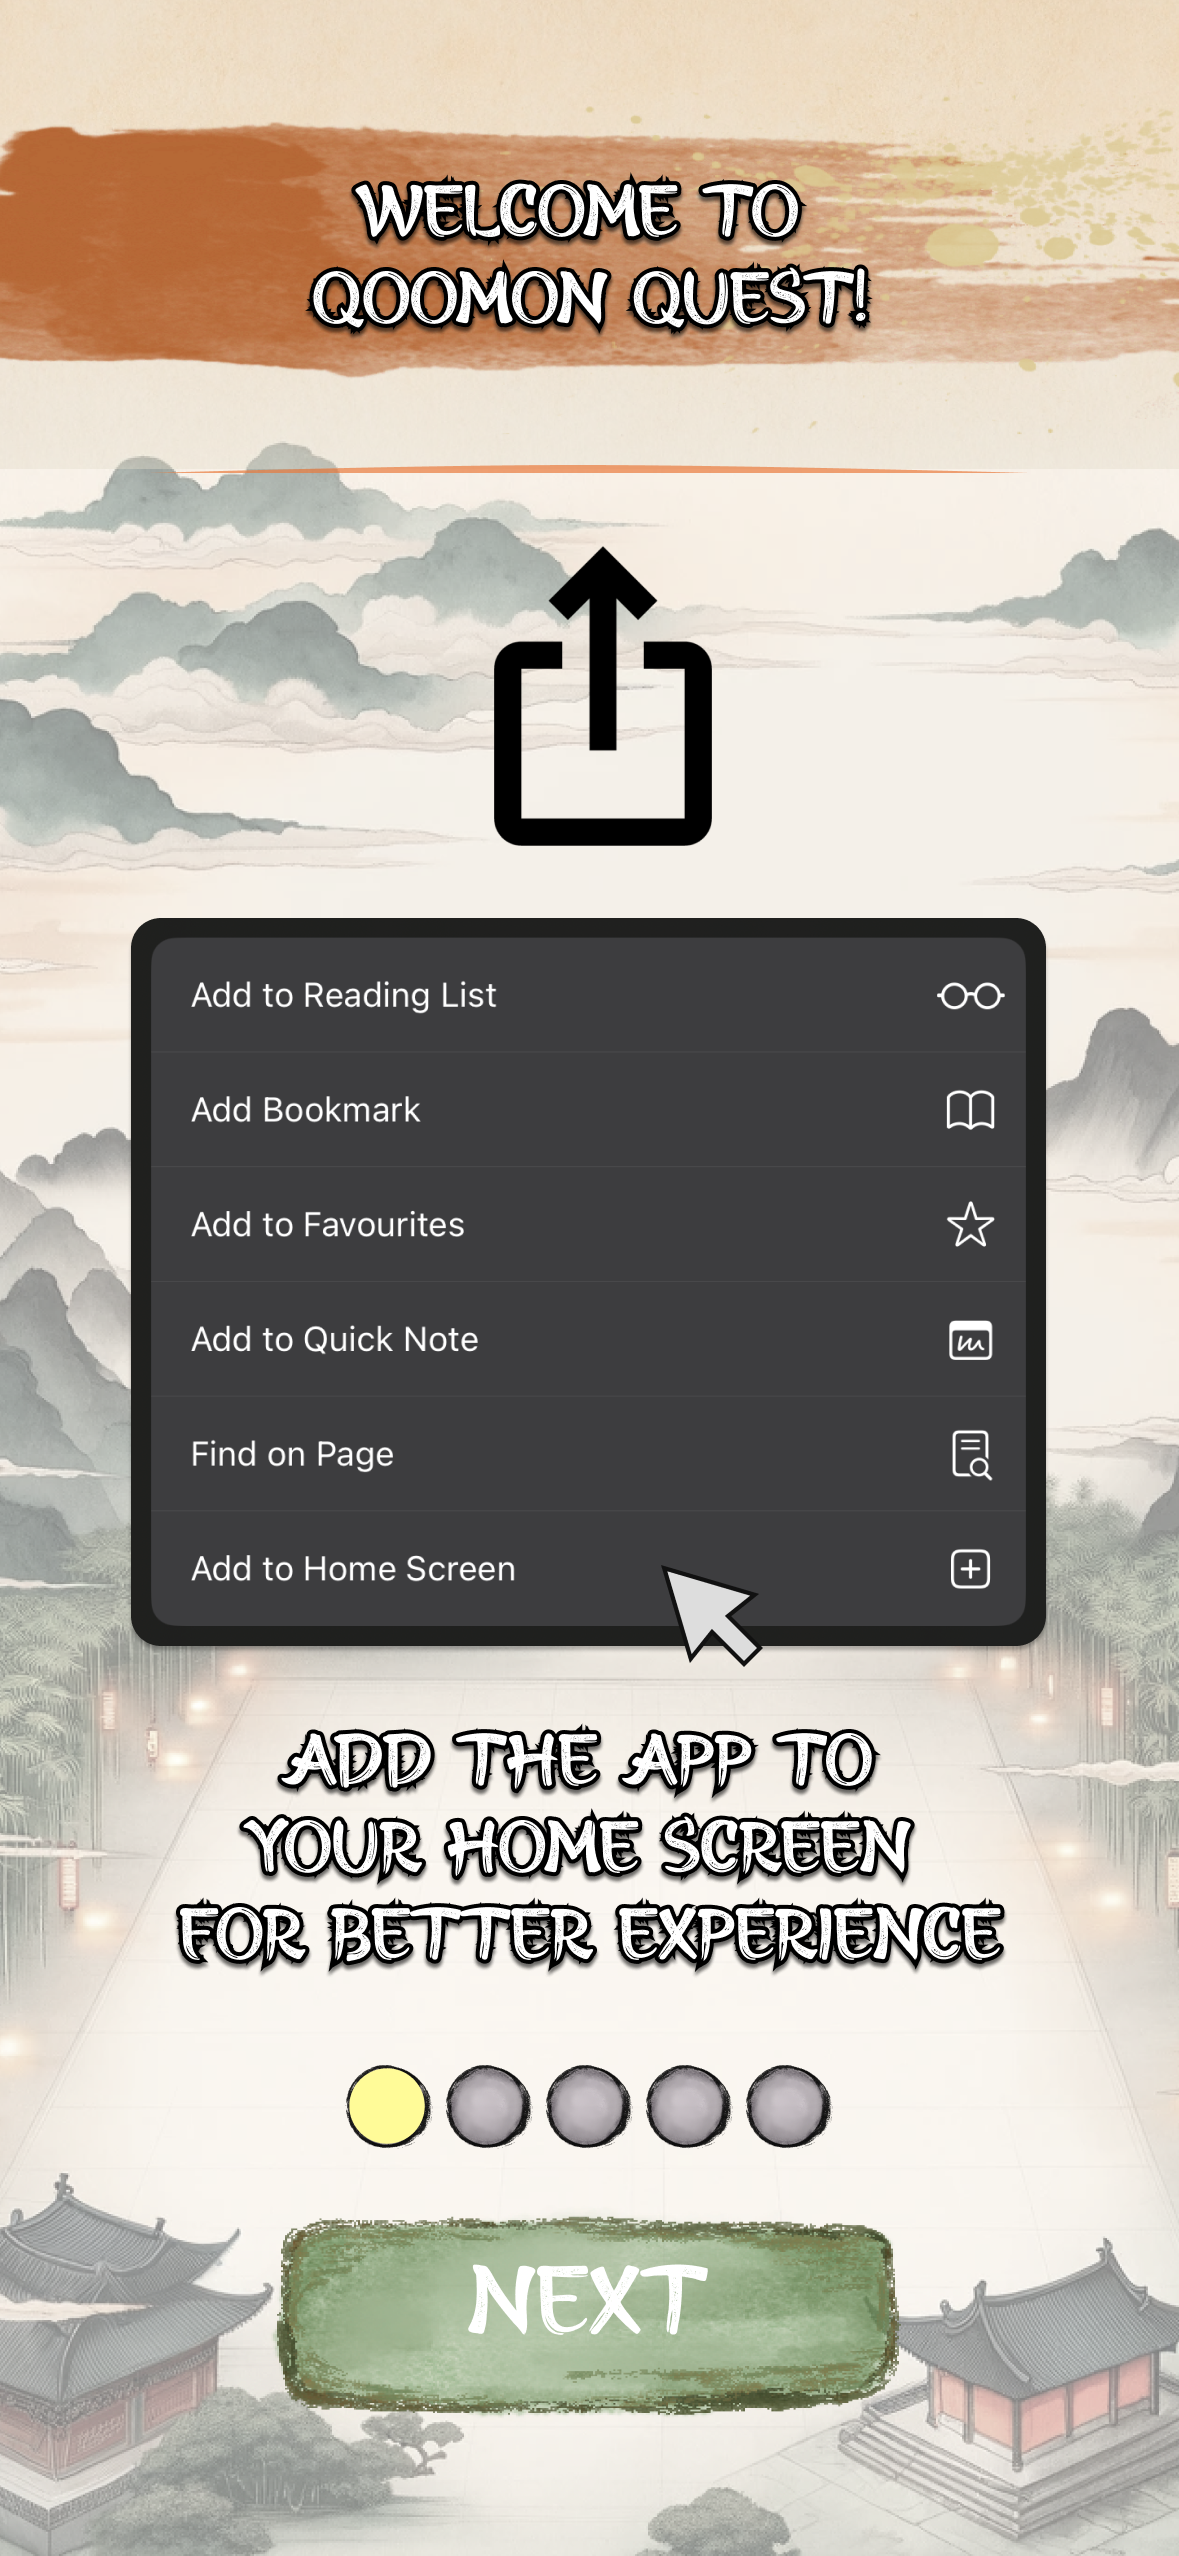 WELCOME TO
QOOMON QUEST!
Add to Reading List
Add Bookmark
Add to Favourites
Add to Quick Note
Find on Page
Add to Home Screen
ADD THE APP TO
YOUR HOME SCREEN
FOR BETTER EXPERIENCE
NEXT